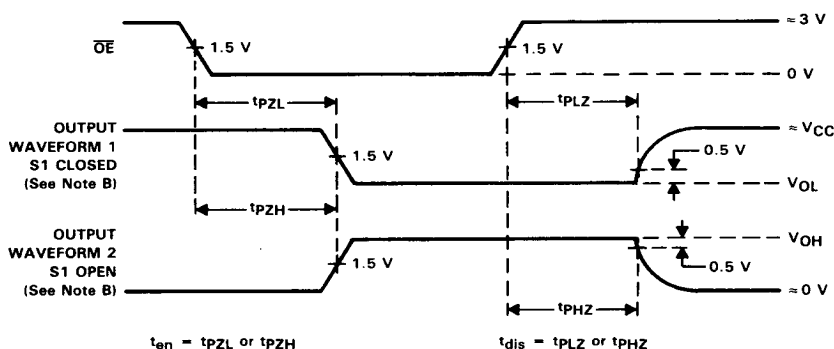 ≈ 3 V
OE
1.5 V
1.5 V
0 V
tPZL
tPLZ
OUTPUT
WAVEFORM 1
S1 CLOSED
(See Note B)
≈ VCC
0.5 V
1.5 V
VOL
tPZH
OUTPUT
WAVEFORM 2
S1 OPEN
(See Note B)
VOH
1.5 V
0.5 V
≈ 0 V
tPHZ
ten = tPZL or tPZH
tdis = tPLZ or tPHZ